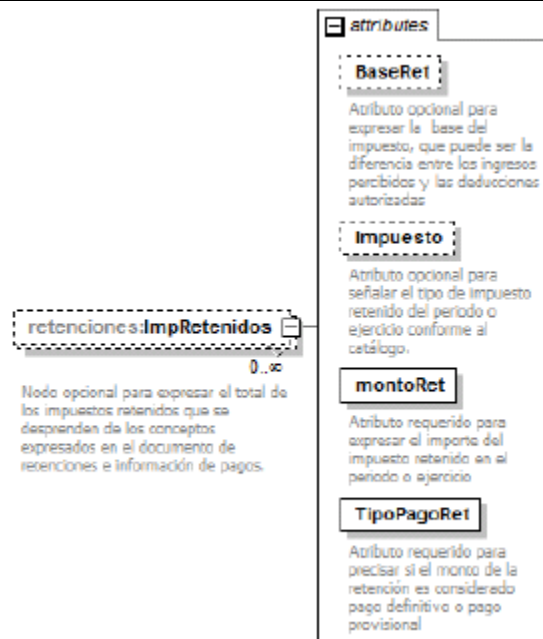 attributes
BaseRet
Atributo opcional para
expresar la base del
impuesto, que puede ser la
diferencia entre los ingresos
percibidos y las deducciones
autorizadas
Impuesto
Atributo opcional para
señalar el tipo de impuesto
retenido del periodo o
ejercicio conforme al
catálogo.
retenciones:ImpRetenidos
0..∞
Nodo opcional para expresar el total de
los impuestos retenidos que se
desprenden de los conceptos
expresados en el documento de
retenciones e información de pagos.
montoRet
Atributo requerido para
expresar el importe del
impuesto retenido en el
periodo o ejercicio
TipoPagoRet
Atributo requerido para
precisar si el monto de la
retención es considerado
pago definitivo o pago
provisional